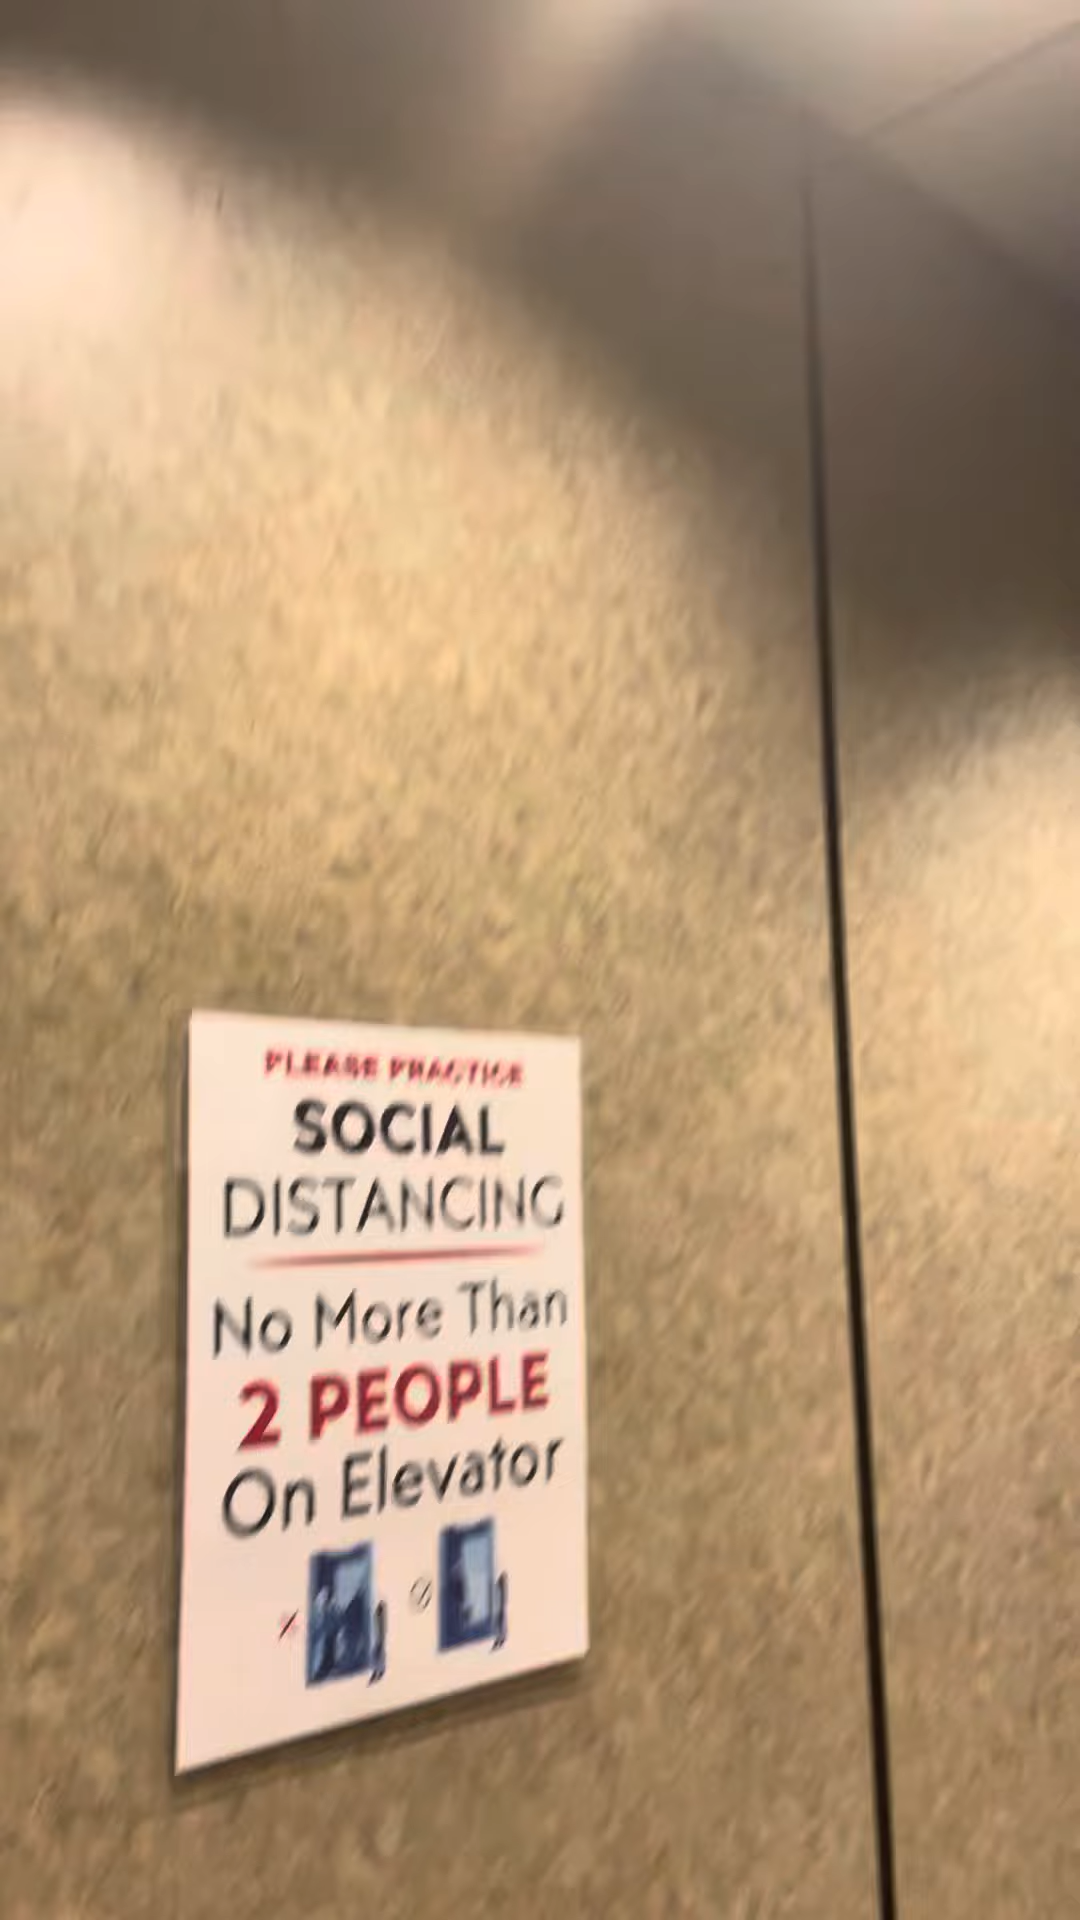 PLEASE PRACTICE
SOCIAL
DISTANCING
No More Than
2 PEOPLE
On Elevator